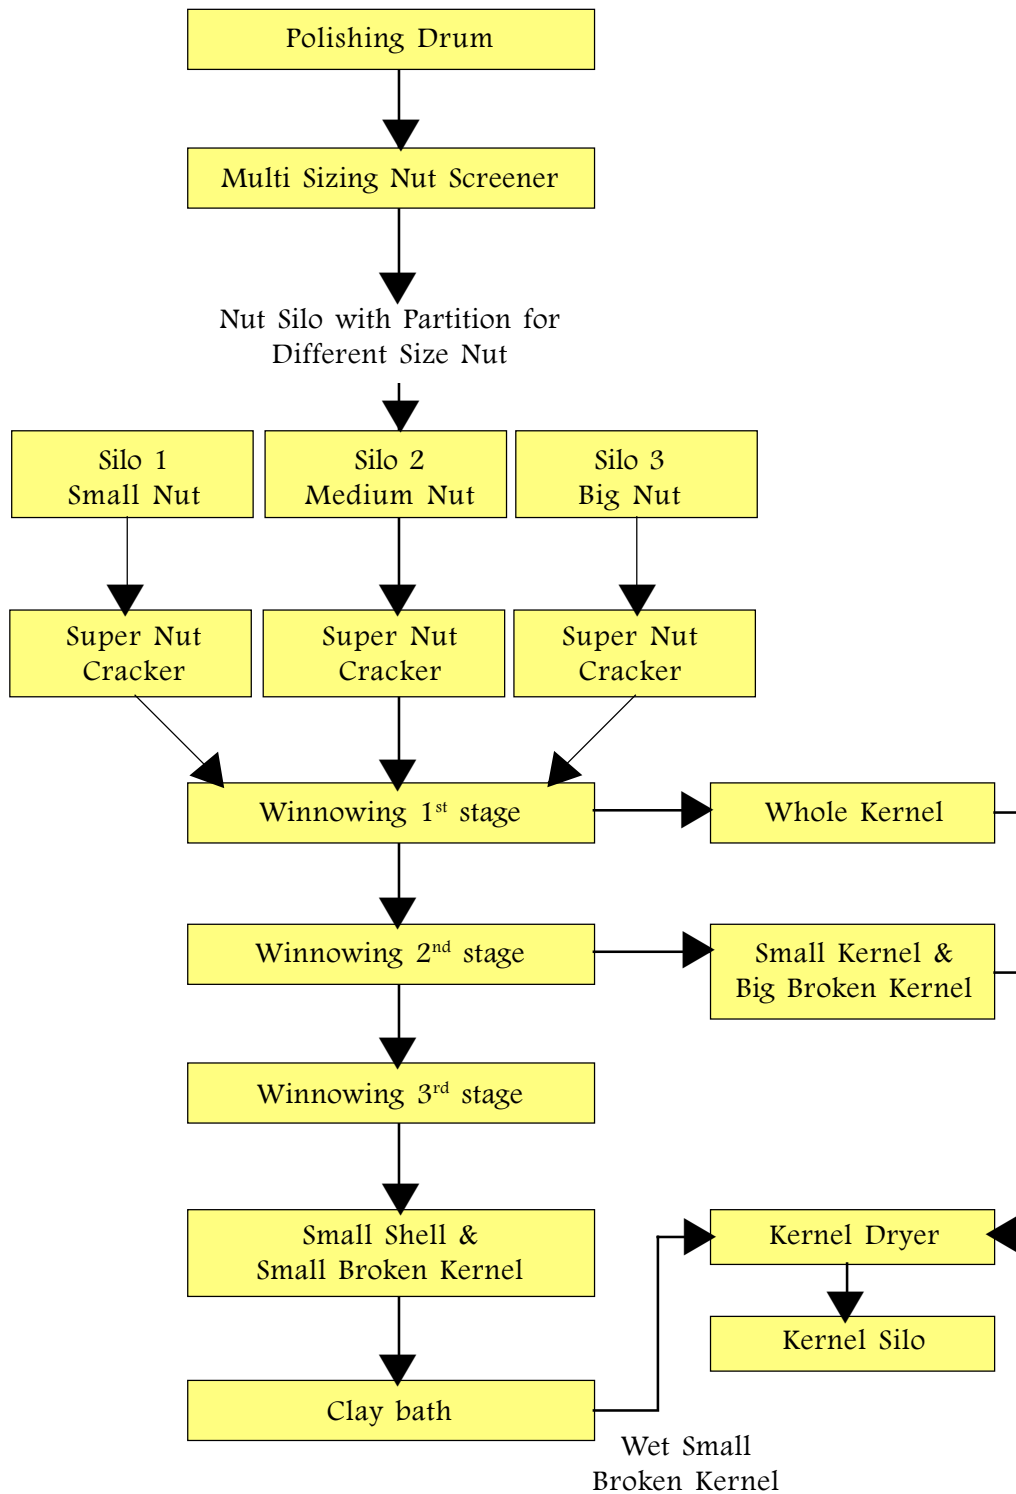 Polishing Drum
Multi Sizing Nut Screener
Nut Silo with Partition for
Different Size Nut
Silo 1
Small Nut
Silo 2
Medium Nut
Silo 3
Big Nut
Super Nut
Cracker
Super Nut
Cracker
Super Nut
Cracker
Winnowing 1st stage
Whole Kernel
Winnowing 2nd stage
Small Kernel &
Big Broken Kernel
Winnowing 3rd stage
Small Shell &
Small Broken Kernel
Kernel Dryer
Kernel Silo
Clay bath
Wet Small
Broken Kernel